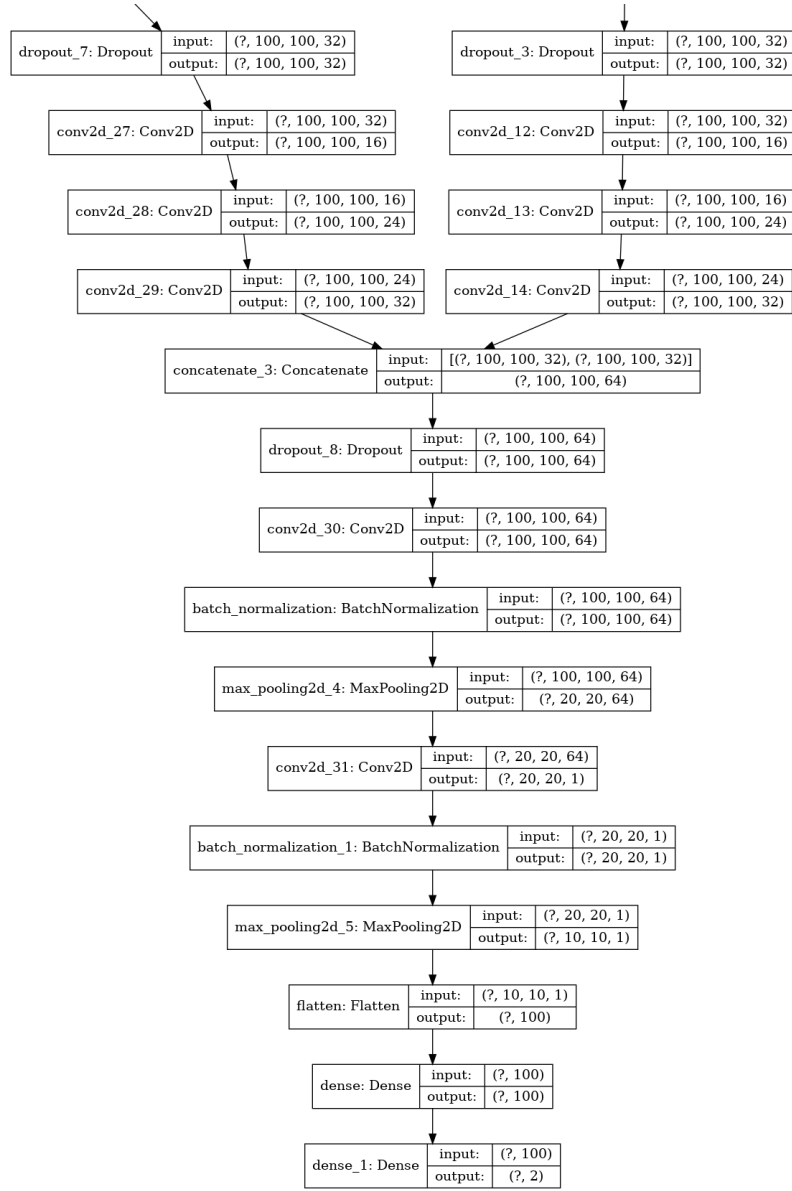 dropout_7: Dropout
input: (?, 100, 100, 32)
output: (?, 100, 100, 32)
dropout_3: Dropout
input: (?, 100, 100, 32)
output: (?, 100, 100, 32)
conv2d_27: Conv2D
input: (?, 100, 100, 32)
output: (?, 100, 100, 16)
conv2d_12: Conv2D
input: (?, 100, 100, 32)
output: (?, 100, 100, 16)
conv2d_28: Conv2D
input: (?, 100, 100, 16)
output: (?, 100, 100, 24)
conv2d_13: Conv2D
input: (?, 100, 100, 16)
output: (?, 100, 100, 24)
conv2d_29: Conv2D
input: (?, 100, 100, 24)
output: (?, 100, 100, 32)
conv2d_14: Conv2D
input: (?, 100, 100, 24)
output: (?, 100, 100, 32)
concatenate_3: Concatenate
input: [(?, 100, 100, 32), (?, 100, 100, 32)]
output: (?, 100, 100, 64)
dropout_8: Dropout
input: (?, 100, 100, 64)
output: (?, 100, 100, 64)
conv2d_30: Conv2D
input: (?, 100, 100, 64)
output: (?, 100, 100, 64)
batch_normalization: BatchNormalization
input: (?, 100, 100, 64)
output: (?, 100, 100, 64)
max_pooling2d_4: MaxPooling2D
input: (?, 100, 100, 64)
output: (?, 20, 20, 64)
conv2d_31: Conv2D
input: (?, 20, 20, 64)
output: (?, 20, 20, 1)
batch_normalization_1: BatchNormalization
input: (?, 20, 20, 1)
output: (?, 20, 20, 1)
max_pooling2d_5: MaxPooling2D
input: (?, 20, 20, 1)
output: (?, 10, 10, 1)
flatten: Flatten
input: (?, 10, 10, 1)
output: (?, 100)
dense: Dense
input: (?, 100)
output: (?, 100)
dense_1: Dense
input: (?, 100)
output: (?, 2)